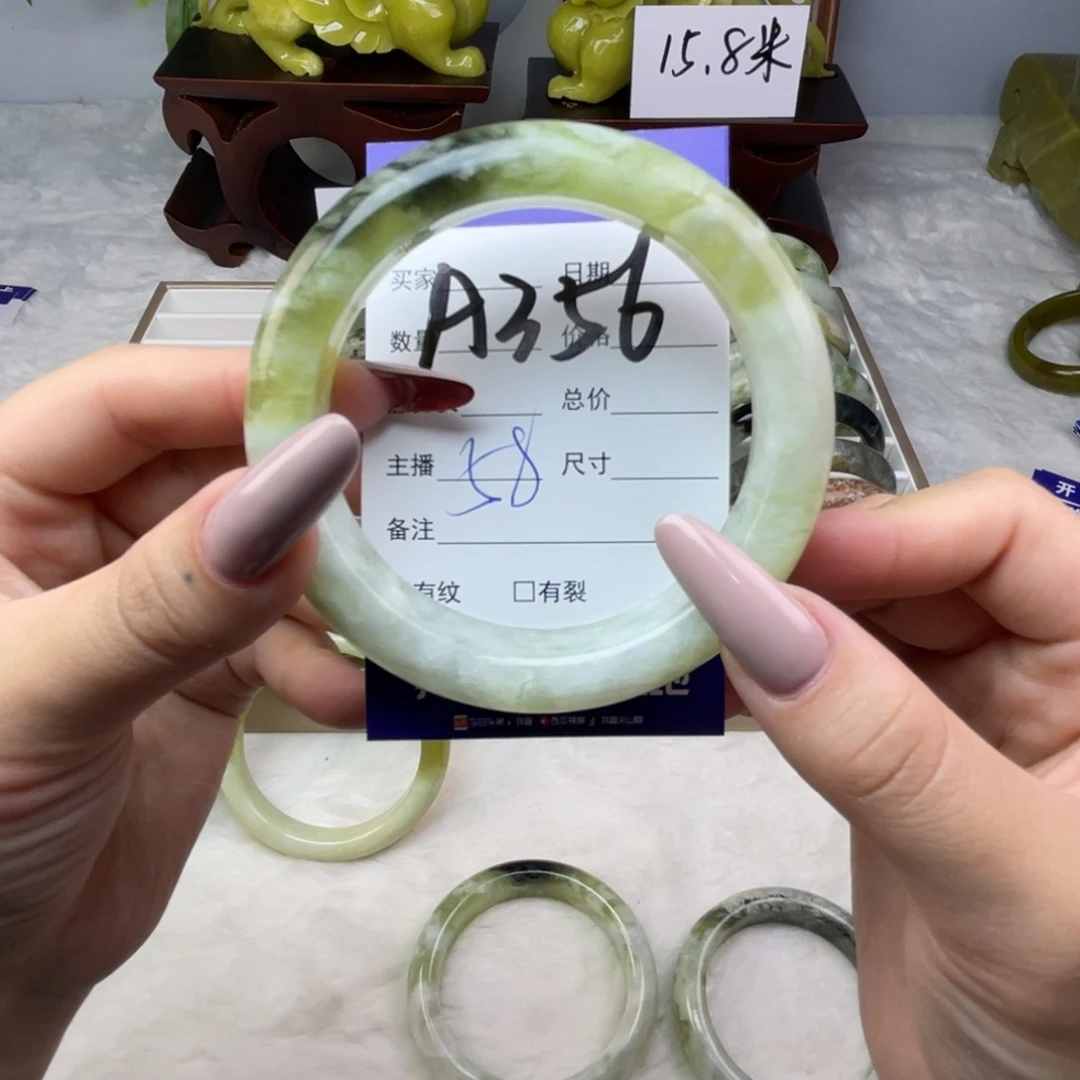 15.8米
买家 日期
A356
数量 价格
总价
主播 58 尺寸
备注
有纹 □有裂
开